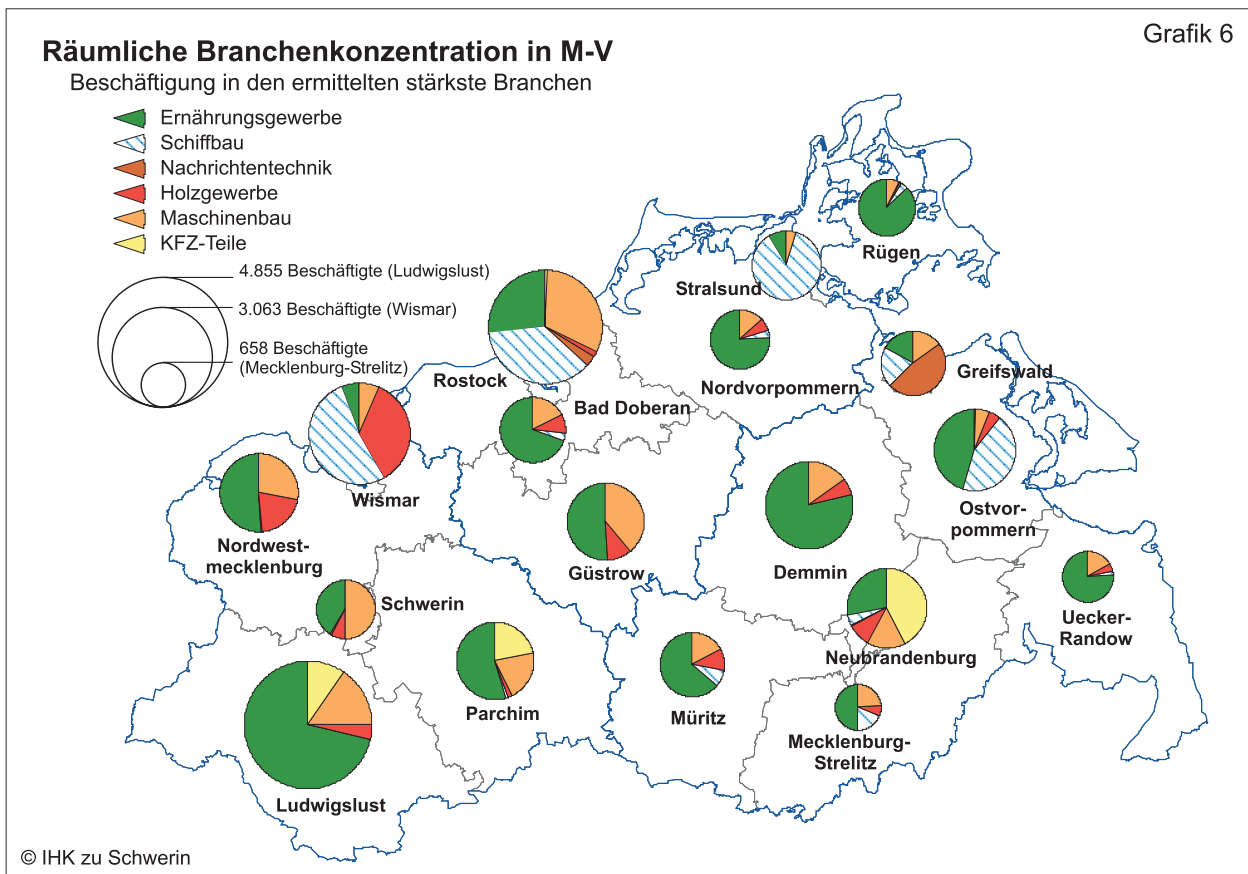 Grafik 6
Räumliche Branchenkonzentration in M-V
Beschäftigung in den ermittelten stärkste Branchen
Ernährungsgewerbe
Schiffbau
Nachrichtentechnik
Holzgewerbe
Maschinenbau
KFZ-Teile
4.855 Beschäftigte (Ludwigslust)
3.063 Beschäftigte (Wismar)
658 Beschäftigte
(Mecklenburg-Strelitz)
Rügen
Stralsund
Nordvorpommern
Greifswald
Rostock
Bad Doberan
Wismar
Ostvor-
pommern
Nordwest-
mecklenburg
Güstrow
Demmin
Schwerin
Uecker-
Randow
Neubrandenburg
Parchim
Müritz
Mecklenburg-
Strelitz
Ludwigslust
© IHK zu Schwerin